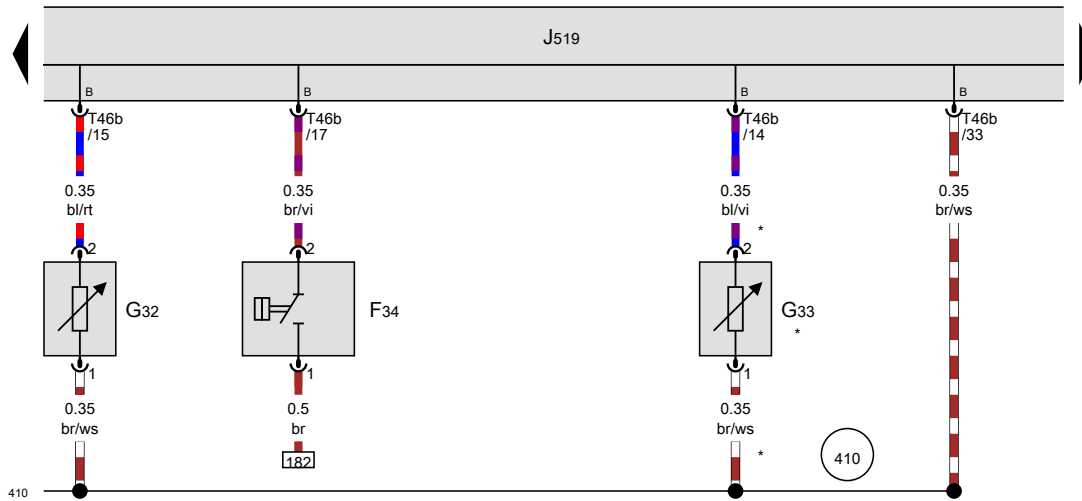 J519
B B B B
T46b T46b T46b T46b
/15 /17 /14 /33
0.35 0.35 0.35 0.35
bl/rt br/vi bl/vi br/ws
*
2 2 2
G32 F34 G33
*
1 1 1
0.35 0.5 0.35
br/ws br br/ws
182 * 410
410